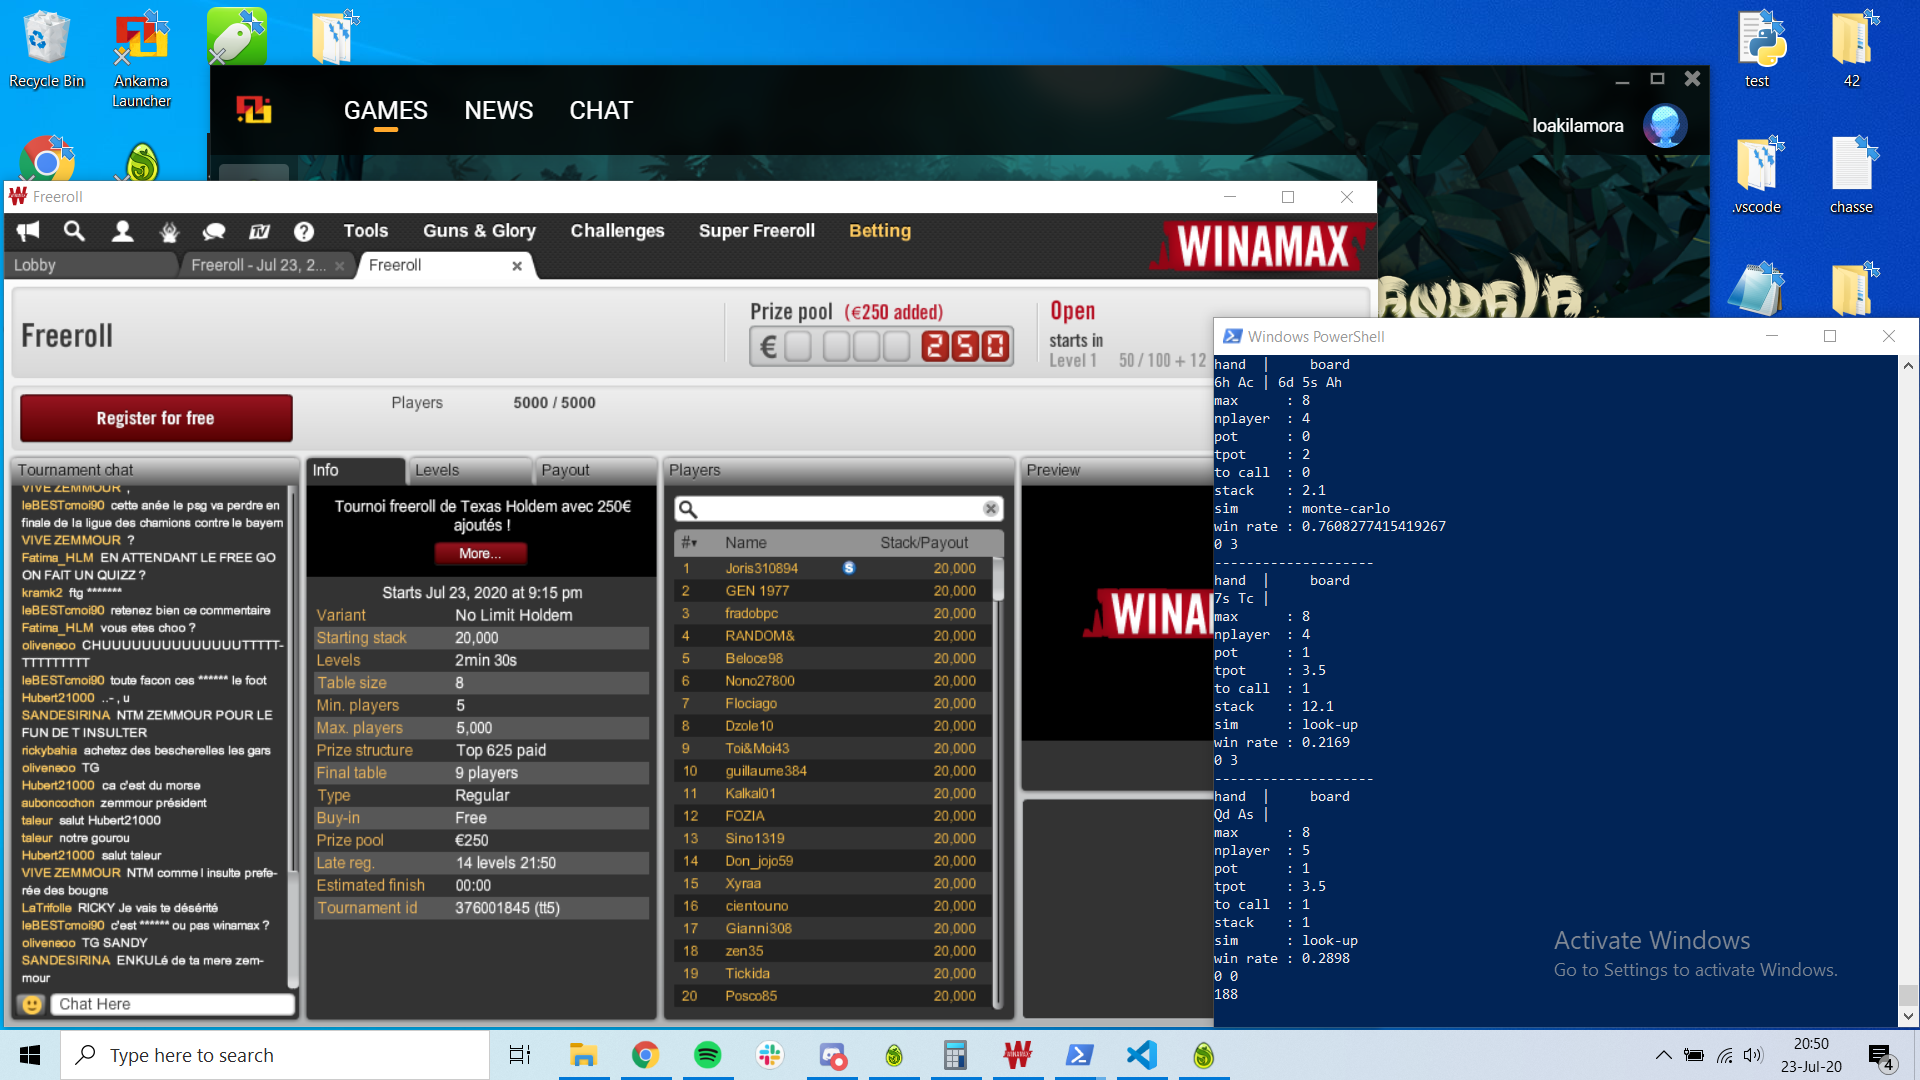 Recycle Bin
Ankama
Launcher
test
42
.vscode
chasse
GAMES
NEWS
CHAT
loakilamora
Freeroll
Tools
Guns & Glory
Challenges
Super Freeroll
Betting
WINAMAX
Lobby
Freeroll - Jul 23, 2...
Freeroll
Freeroll
Prize pool (€250 added)
€ 250
Open
starts in
Level 1 50 / 100 + 12
Register for free
Players 5000 / 5000
Tournament chat
VIVE ZEMMOUR ,
leBESTcmoi90 cette anée le psg va perdre en
finale de la ligue des chamions contre le bayern
VIVE ZEMMOUR ?
Fatima_HLM EN ATTENDANT LE FREE GO
ON FAIT UN QUIZZ ?
kramk2 ftg *******
leBESTcmoi90 retenez bien ce commentaire
Fatima_HLM vous etes choo ?
oliveneoo CHUUUUUUUUUUUUUUTTTTT-
TTTTTTTTTT
leBESTcmoi90 toute facon ces ****** le foot
Hubert21000 ..- , u
SANDESIRINA NTM ZEMMOUR POUR LE
FUN DE T INSULTER
rickybahia achetez des bescherelles les gars
oliveneoo TG
Hubert21000 ca c'est du morse
auboncochon zemmour président
taleur salut Hubert21000
taleur notre gourou
Hubert21000 salut taleur
VIVE ZEMMOUR NTM comme l insulte prefe-
rée des bougns
LaTrifolle RICKY Je vais te désérité
leBESTcmoi90 c'est ****** ou pas winamax ?
oliveneoo TG SANDY
SANDESIRINA ENKULé de ta mere zem-
mour
Chat Here
Info
Levels
Payout
Tournoi freeroll de Texas Holdem avec 250€
ajoutés !
More...
Starts Jul 23, 2020 at 9:15 pm
Variant No Limit Holdem
Starting stack 20,000
Levels 2min 30s
Table size 8
Min. players 5
Max. players 5,000
Prize structure Top 625 paid
Final table 9 players
Type Regular
Buy-in Free
Prize pool €250
Late reg. 14 levels 21:50
Estimated finish 00:00
Tournament id 376001845 (tt5)
Players
# Name Stack/Payout
1 Joris310894 S 20,000
2 GEN 1977 20,000
3 fradobpc 20,000
4 RANDOM& 20,000
5 Beloce98 20,000
6 Nono27800 20,000
7 Flociago 20,000
8 Dzole10 20,000
9 Toi&Moi43 20,000
10 guillaume384 20,000
11 Kalkal01 20,000
12 FOZIA 20,000
13 Sino1319 20,000
14 Don_jojo59 20,000
15 Xyraa 20,000
16 cientouno 20,000
17 Gianni308 20,000
18 zen35 20,000
19 Tickida 20,000
20 Posco85 20,000
Preview
WINA
Windows PowerShell
hand | board
6h Ac | 6d 5s Ah
max : 8
nplayer : 4
pot : 0
tpot : 2
to call : 0
stack : 2.1
sim : monte-carlo
win rate : 0.7608277415419267
0 3
--------------------
hand | board
7s Tc |
max : 8
nplayer : 4
pot : 1
tpot : 3.5
to call : 1
stack : 12.1
sim : look-up
win rate : 0.2169
0 3
--------------------
hand | board
Qd As |
max : 8
nplayer : 5
pot : 1
tpot : 3.5
to call : 1
stack : 1
sim : look-up
win rate : 0.2898
0 0
188
Activate Windows
Go to Settings to activate Windows.
Type here to search
20:50
23-Jul-20
4